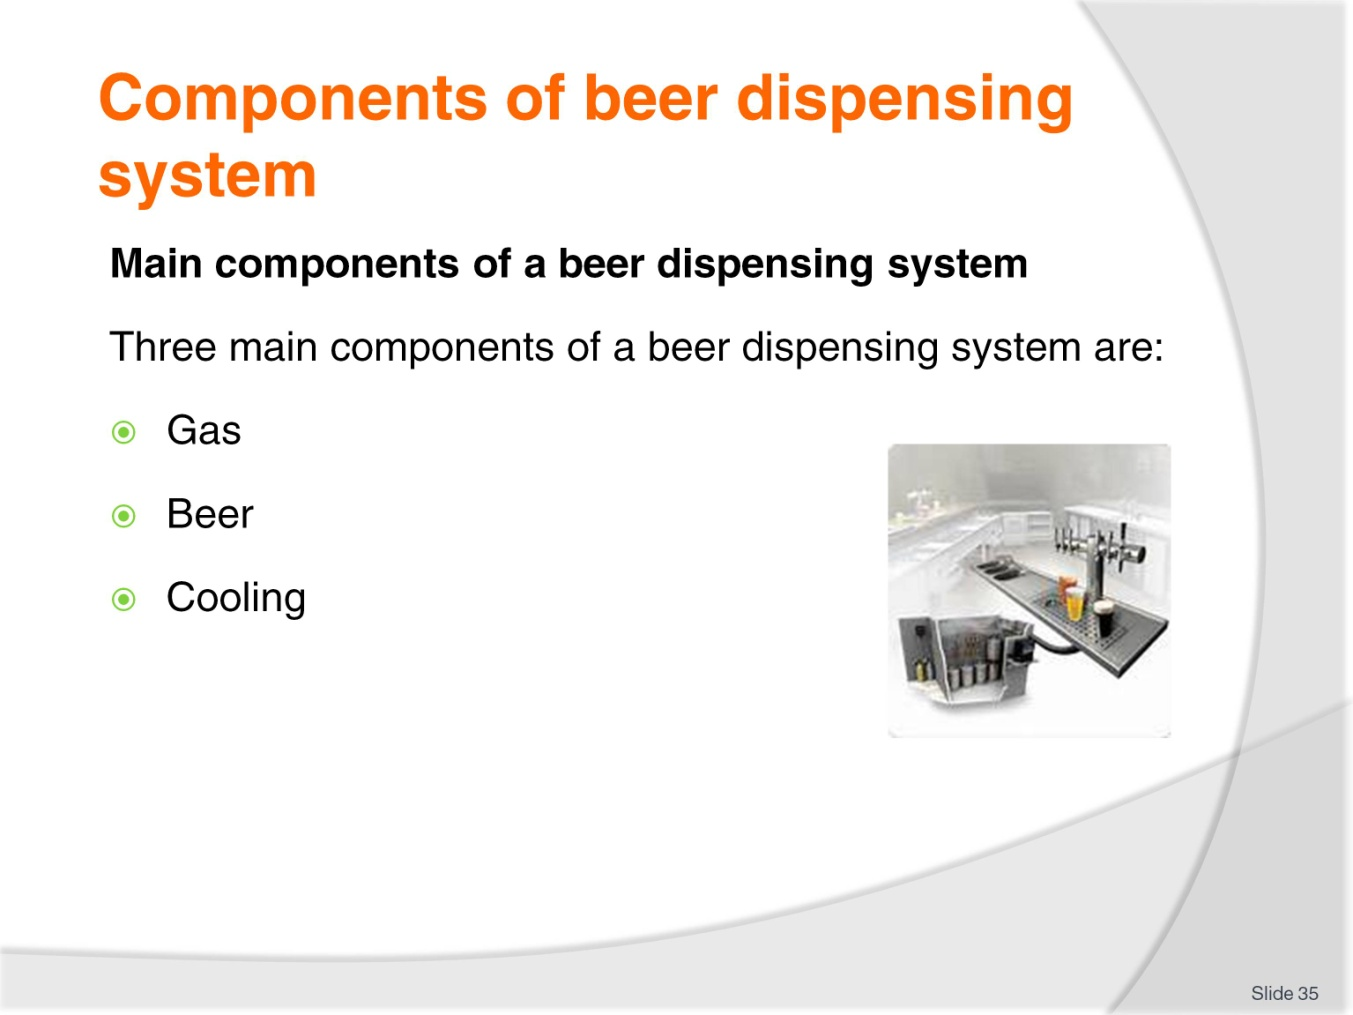 Components of beer dispensing
system
Main components of a beer dispensing system
Three main components of a beer dispensing system are:
Gas
Beer
Cooling
Slide 35